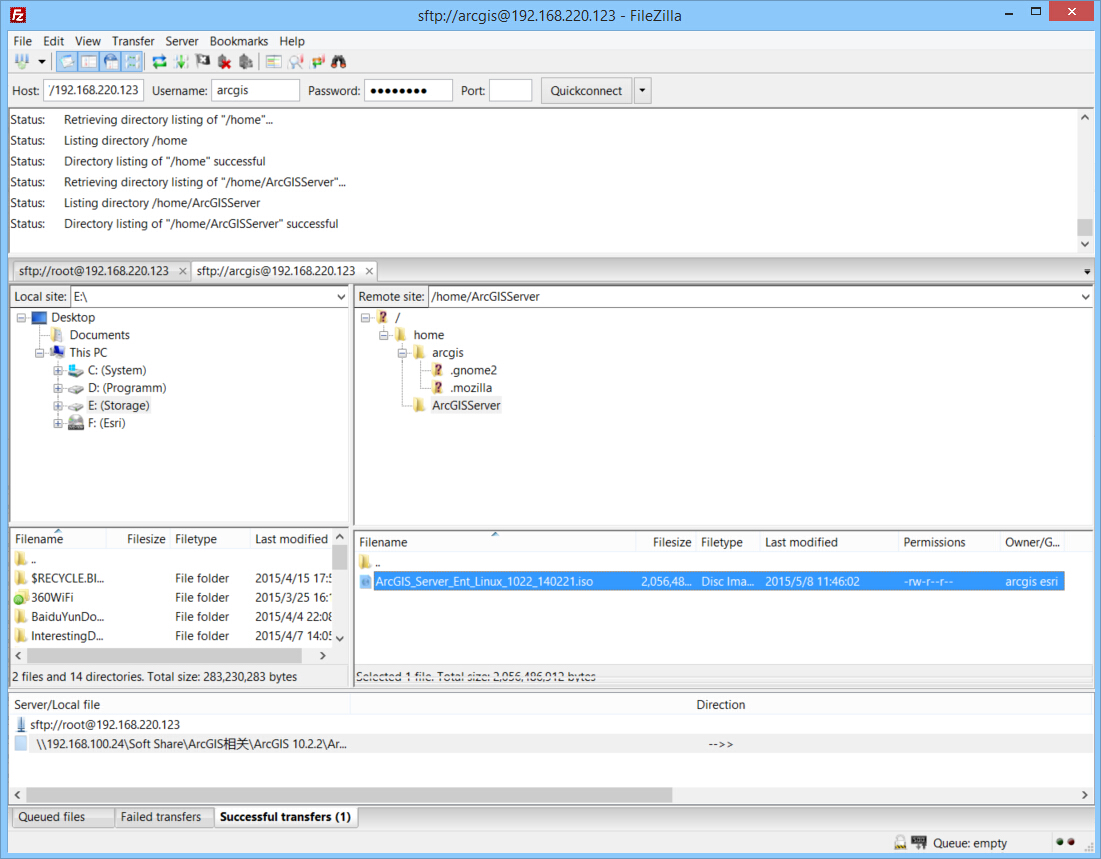 sftp://arcgis@192.168.220.123 - FileZilla
File Edit View Transfer Server Bookmarks Help
Host: /192.168.220.123 Username: arcgis Password: ●●●●●●●● Port: Quickconnect
Status: Retrieving directory listing of "/home"...
Status: Listing directory /home
Status: Directory listing of "/home" successful
Status: Retrieving directory listing of "/home/ArcGISServer"...
Status: Listing directory /home/ArcGISServer
Status: Directory listing of "/home/ArcGISServer" successful
sftp://root@192.168.220.123 sftp://arcgis@192.168.220.123
Local site: E:\
Desktop
Documents
This PC
C: (System)
D: (Programm)
E: (Storage)
F: (Esri)
Filename Filesize Filetype Last modified
..
$RECYCLE.BI... File folder 2015/4/15 17:5
360WiFi File folder 2015/3/25 16:
BaiduYunDo... File folder 2015/4/4 22:08
InterestingD... File folder 2015/4/7 14:05
2 files and 14 directories. Total size: 283,230,283 bytes
Remote site: /home/ArcGISServer
/
home
arcgis
.gnome2
.mozilla
ArcGISServer
Filename Filesize Filetype Last modified Permissions Owner/G...
..
ArcGIS_Server_Ent_Linux_1022_140221.iso 2,056,48... Disc Ima... 2015/5/8 11:46:02 -rw-r--r-- arcgis esri
Selected 1 file. Total size: 2,056,486,912 bytes
Server/Local file Direction
sftp://root@192.168.220.123
\\192.168.100.24\Soft Share\ArcGIS相关\ArcGIS 10.2.2\Ar... -->>
Queued files Failed transfers Successful transfers (1)
Queue: empty